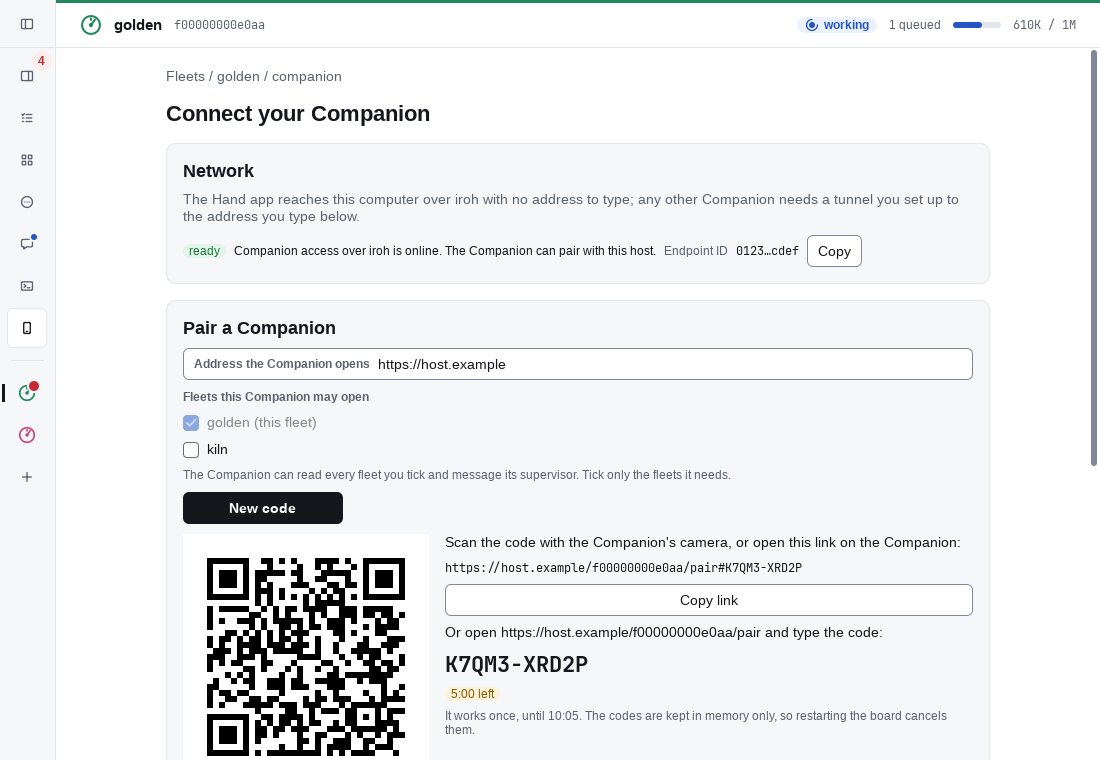 golden f00000000e0aa working 1 queued 610K / 1M
4
Fleets / golden / companion
Connect your Companion
Network
The Hand app reaches this computer over iroh with no address to type; any other Companion needs a tunnel you set up to
the address you type below.
ready Companion access over iroh is online. The Companion can pair with this host. Endpoint ID 0123…cdef Copy
Pair a Companion
Address the Companion opens https://host.example
Fleets this Companion may open
golden (this fleet)
kiln
The Companion can read every fleet you tick and message its supervisor. Tick only the fleets it needs.
New code
Scan the code with the Companion's camera, or open this link on the Companion:
https://host.example/f00000000e0aa/pair#K7QM3-XRD2P
Copy link
Or open https://host.example/f00000000e0aa/pair and type the code:
K7QM3-XRD2P
5:00 left
It works once, until 10:05. The codes are kept in memory only, so restarting the board cancels
them.